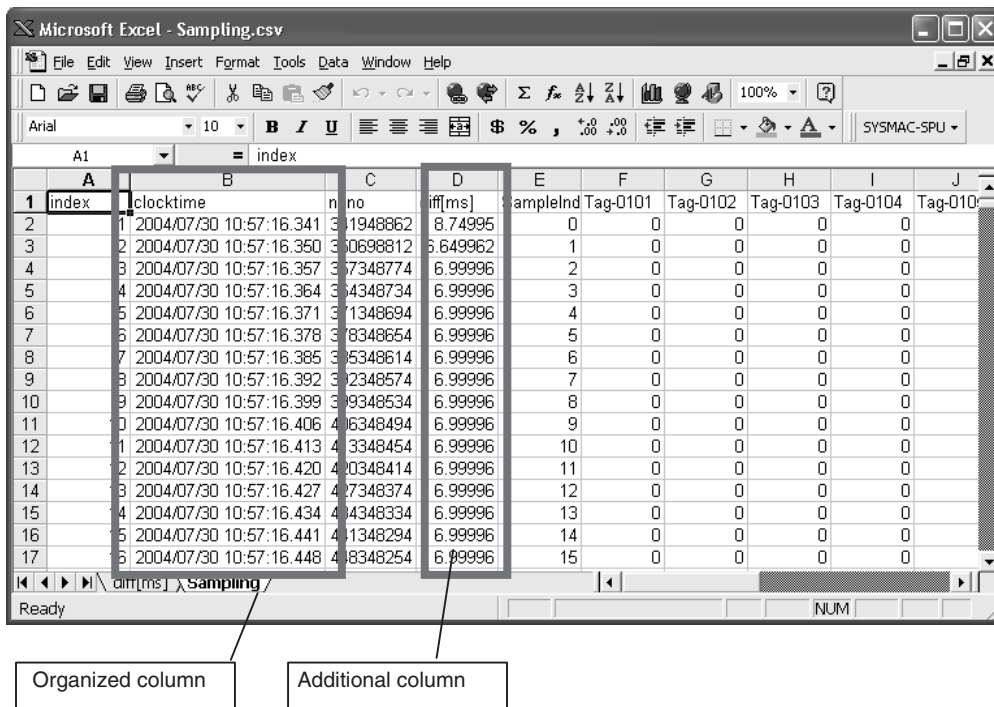 Microsoft Excel - Sampling.csv
File Edit View Insert Format Tools Data Window Help
100%
Arial 10 B I U $ % , SYSMAC-SPU
A1 = index
A B C D E F G H I J
1 index clocktime SampleInd Tag-0101 Tag-0102 Tag-0103 Tag-0104
2 1 2004/07/30 10:57:16.341 8.74995 0 0 0 0 0
3 2 2004/07/30 10:57:16.350 1 0 0 0 0
4 3 2004/07/30 10:57:16.357 6.99996 2 0 0 0 0
5 4 2004/07/30 10:57:16.364 6.99996 3 0 0 0 0
6 5 2004/07/30 10:57:16.371 6.99996 4 0 0 0 0
7 6 2004/07/30 10:57:16.378 6.99996 5 0 0 0 0
8 7 2004/07/30 10:57:16.385 6.99996 6 0 0 0 0
9 8 2004/07/30 10:57:16.392 6.99996 7 0 0 0 0
10 9 2004/07/30 10:57:16.399 6.99996 8 0 0 0 0
11 2004/07/30 10:57:16.406 6.99996 9 0 0 0 0
12 2004/07/30 10:57:16.413 6.99996 10 0 0 0 0
13 2004/07/30 10:57:16.420 6.99996 11 0 0 0 0
14 2004/07/30 10:57:16.427 6.99996 12 0 0 0 0
15 2004/07/30 10:57:16.434 6.99996 13 0 0 0 0
16 2004/07/30 10:57:16.441 6.99996 14 0 0 0 0
17 2004/07/30 10:57:16.448 6.99996 15 0 0 0 0
diff[ms] Sampling
Ready NUM
Organized column Additional column